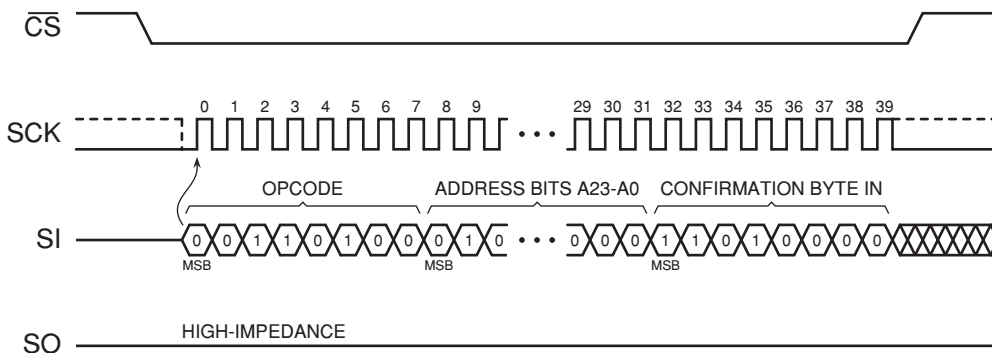 CS
0 1 2 3 4 5 6 7 8 9 29 30 31 32 33 34 35 36 37 38 39
SCK
OPCODE ADDRESS BITS A23-A0 CONFIRMATION BYTE IN
SI 0 0 1 1 0 1 0 0 0 1 0 0 0 0 1 1 0 1 0 0 0 0
MSB MSB MSB
HIGH-IMPEDANCE
SO